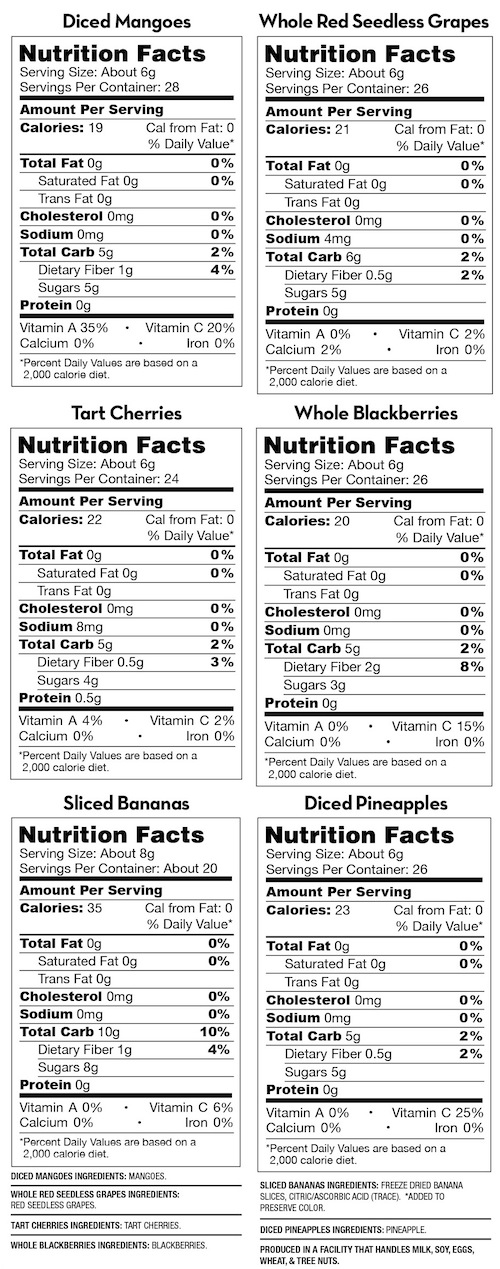 Diced Mangoes
Nutrition Facts
Serving Size: About 6g
Servings Per Container: 28
Amount Per Serving
Calories: 19 Cal from Fat: 0
% Daily Value*
Total Fat 0g 0%
Saturated Fat 0g 0%
Trans Fat 0g
Cholesterol 0mg 0%
Sodium 0mg 0%
Total Carb 5g 2%
Dietary Fiber 1g 4%
Sugars 5g
Protein 0g
Vitamin A 35% • Vitamin C 20%
Calcium 0% • Iron 0%
*Percent Daily Values are based on a
2,000 calorie diet.
Whole Red Seedless Grapes
Nutrition Facts
Serving Size: About 6g
Servings Per Container: 26
Amount Per Serving
Calories: 21 Cal from Fat: 0
% Daily Value*
Total Fat 0g 0%
Saturated Fat 0g 0%
Trans Fat 0g
Cholesterol 0mg 0%
Sodium 4mg 0%
Total Carb 6g 2%
Dietary Fiber 0.5g 2%
Sugars 5g
Protein 0g
Vitamin A 0% • Vitamin C 2%
Calcium 2% • Iron 0%
*Percent Daily Values are based on a
2,000 calorie diet.
Tart Cherries
Nutrition Facts
Serving Size: About 6g
Servings Per Container: 24
Amount Per Serving
Calories: 22 Cal from Fat: 0
% Daily Value*
Total Fat 0g 0%
Saturated Fat 0g 0%
Trans Fat 0g
Cholesterol 0mg 0%
Sodium 8mg 0%
Total Carb 5g 2%
Dietary Fiber 0.5g 3%
Sugars 4g
Protein 0.5g
Vitamin A 4% • Vitamin C 2%
Calcium 0% • Iron 0%
*Percent Daily Values are based on a
2,000 calorie diet.
Whole Blackberries
Nutrition Facts
Serving Size: About 6g
Servings Per Container: 26
Amount Per Serving
Calories: 20 Cal from Fat: 0
% Daily Value*
Total Fat 0g 0%
Saturated Fat 0g 0%
Trans Fat 0g
Cholesterol 0mg 0%
Sodium 0mg 0%
Total Carb 5g 2%
Dietary Fiber 2g 8%
Sugars 3g
Protein 0g
Vitamin A 0% • Vitamin C 15%
Calcium 0% • Iron 0%
*Percent Daily Values are based on a
2,000 calorie diet.
Sliced Bananas
Nutrition Facts
Serving Size: About 8g
Servings Per Container: About 20
Amount Per Serving
Calories: 35 Cal from Fat: 0
% Daily Value*
Total Fat 0g 0%
Saturated Fat 0g 0%
Trans Fat 0g
Cholesterol 0mg 0%
Sodium 0mg 0%
Total Carb 10g 10%
Dietary Fiber 1g 4%
Sugars 8g
Protein 0g
Vitamin A 0% • Vitamin C 6%
Calcium 0% • Iron 0%
*Percent Daily Values are based on a
2,000 calorie diet.
Diced Pineapples
Nutrition Facts
Serving Size: About 6g
Servings Per Container: 26
Amount Per Serving
Calories: 23 Cal from Fat: 0
% Daily Value*
Total Fat 0g 0%
Saturated Fat 0g 0%
Trans Fat 0g
Cholesterol 0mg 0%
Sodium 0mg 0%
Total Carb 5g 2%
Dietary Fiber 0.5g 2%
Sugars 5g
Protein 0g
Vitamin A 0% • Vitamin C 25%
Calcium 0% • Iron 0%
*Percent Daily Values are based on a
2,000 calorie diet.
DICED MANGOES INGREDIENTS: MANGOES.
WHOLE RED SEEDLESS GRAPES INGREDIENTS:
RED SEEDLESS GRAPES.
TART CHERRIES INGREDIENTS: TART CHERRIES.
WHOLE BLACKBERRIES INGREDIENTS: BLACKBERRIES.
SLICED BANANAS INGREDIENTS: FREEZE DRIED BANANA
SLICES, CITRIC/ASCORBIC ACID (TRACE). *ADDED TO
PRESERVE COLOR.
DICED PINEAPPLES INGREDIENTS: PINEAPPLE.
PRODUCED IN A FACILITY THAT HANDLES MILK, SOY, EGGS,
WHEAT, & TREE NUTS.